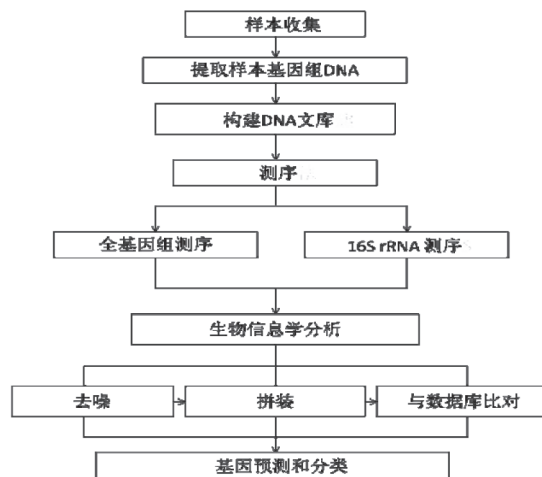 样本收集
提取样本基因组DNA
构建DNA文库
测序
全基因组测序
16S rRNA 测序
生物信息学分析
去噪
拼装
与数据库比对
基因预测和分类